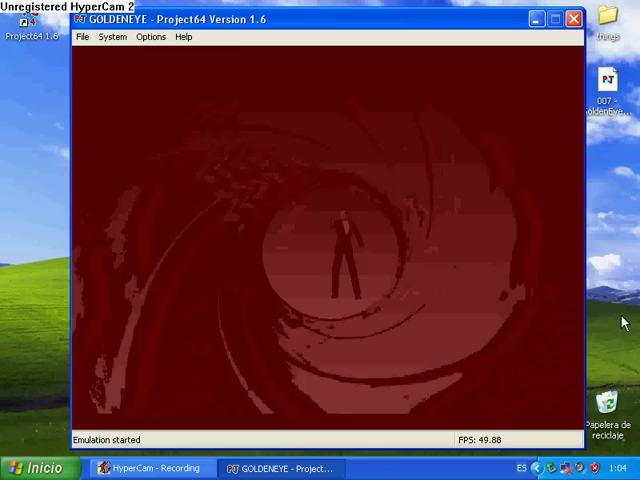 Unregistered HyperCam 2
GOLDENEYE - Project64 Version 1.6
File System Options Help
Project64 1.6
things
007 -
GoldenEye...
Papelera de
reciclaje
Emulation started
FPS: 49.88
Inicio
HyperCam - Recording
GOLDENEYE - Project...
ES
1:04